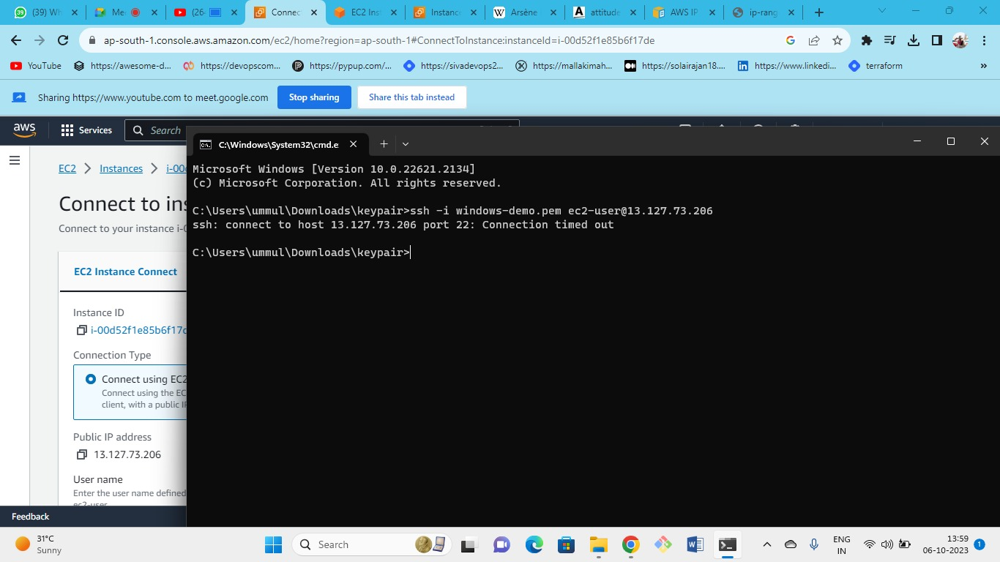 (39) Wh
Me
(26
Connec
EC2 Ins
Instanc
Arsène
attitude
AWS IP
ip-rang
ap-south-1.console.aws.amazon.com/ec2/home?region=ap-south-1#ConnectToInstance:instanceId=i-00d52f1e85b6f17de
YouTube
https://awesome-d...
https://devopscom...
https://pypup.com/...
https://sivadevops2...
https://mallakimah...
https://solairajan18....
https://www.linkedi...
terraform
»
Sharing https://www.youtube.com to meet.google.com
Stop sharing
Share this tab instead
aws
Services
Search
C:\Windows\System32\cmd.e
EC2
Instances
i-00
Microsoft Windows [Version 10.0.22621.2134]
(c) Microsoft Corporation. All rights reserved.
Connect to ins
Connect to your instance i-0
C:\Users\ummul\Downloads\keypair>ssh -i windows-demo.pem ec2-user@13.127.73.206
ssh: connect to host 13.127.73.206 port 22: Connection timed out
C:\Users\ummul\Downloads\keypair>
EC2 Instance Connect
Instance ID
i-00d52f1e85b6f17d
Connection Type
Connect using EC2
Connect using the EC
client, with a public IP
Public IP address
13.127.73.206
User name
Enter the user name defined
ec2-user
Feedback
31°C
Sunny
Search
ENG
IN
13:59
06-10-2023
1